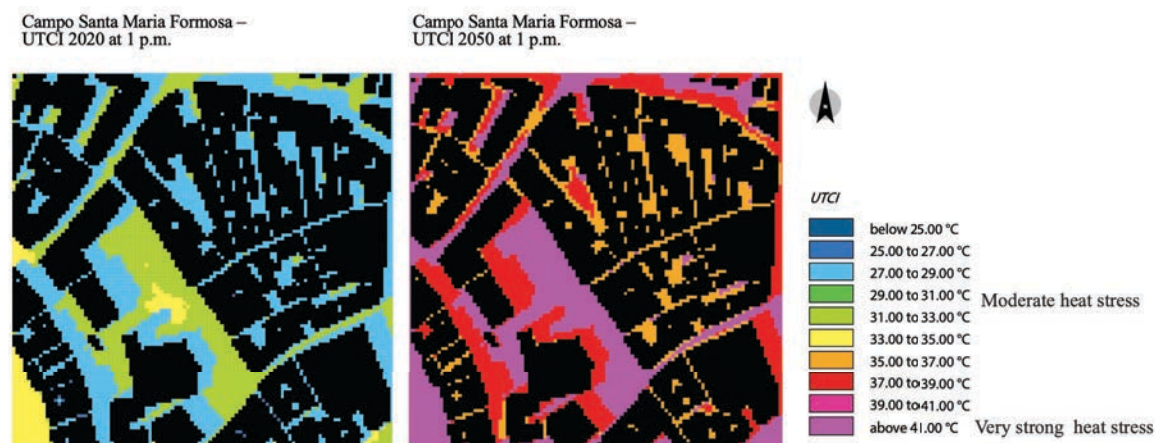 Campo Santa Maria Formosa –
UTCI 2020 at 1 p.m.
Campo Santa Maria Formosa –
UTCI 2050 at 1 p.m.
UTCI
below 25.00 °C
25.00 to 27.00 °C
27.00 to 29.00 °C
29.00 to 31.00 °C
Moderate heat stress
31.00 to 33.00 °C
33.00 to 35.00 °C
35.00 to 37.00 °C
37.00 to 39.00 °C
39.00 to 41.00 °C
above 41.00 °C
Very strong heat stress